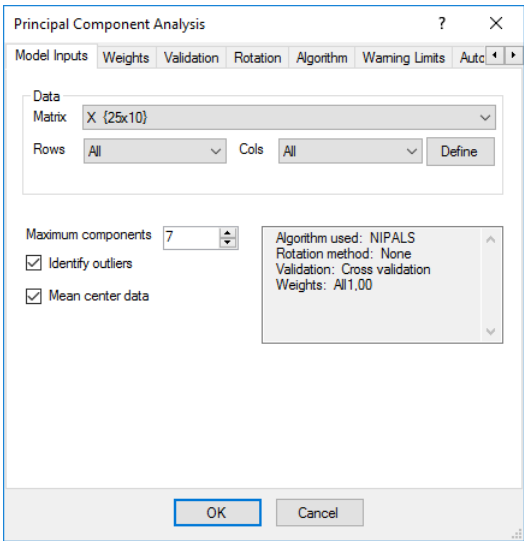 Principal Component Analysis ?
Model Inputs Weights Validation Rotation Algorithm Warning Limits Autc
Data
Matrix X {25x10}
Rows All Cols All Define
Maximum components 7
Identify outliers
Mean center data
Algorithm used: NIPALS
Rotation method: None
Validation: Cross validation
Weights: All1,00
OK Cancel